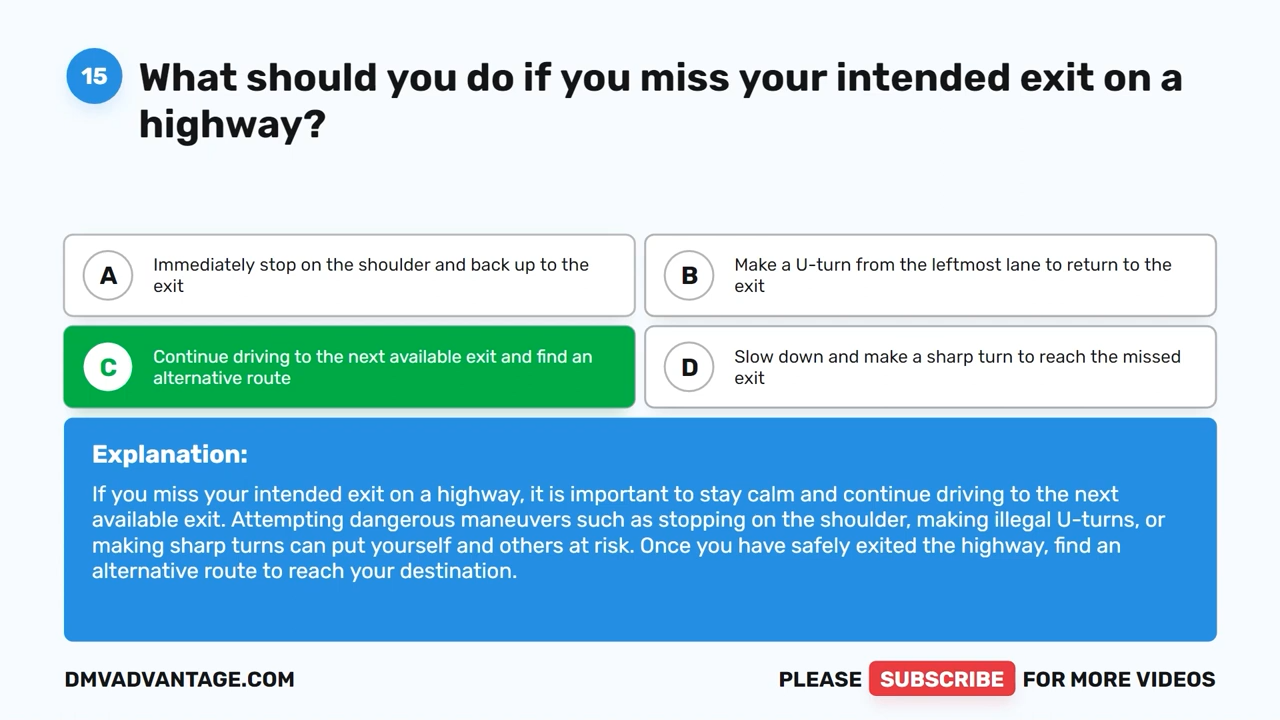 15
What should you do if you miss your intended exit on a
highway?
A
Immediately stop on the shoulder and back up to the
exit
B
Make a U-turn from the leftmost lane to return to the
exit
C
Continue driving to the next available exit and find an
alternative route
D
Slow down and make a sharp turn to reach the missed
exit
Explanation:
If you miss your intended exit on a highway, it is important to stay calm and continue driving to the next
available exit. Attempting dangerous maneuvers such as stopping on the shoulder, making illegal U-turns, or
making sharp turns can put yourself and others at risk. Once you have safely exited the highway, find an
alternative route to reach your destination.
DMVADVANTAGE.COM
PLEASE SUBSCRIBE FOR MORE VIDEOS